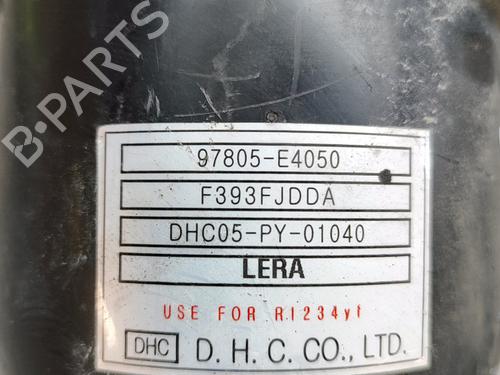 B-PARTS
97805-E4050
F393FJDDA
DHC05-PY-01040
LERA
USE FOR R1234yf
DHC D. H. C. CO., LTD.